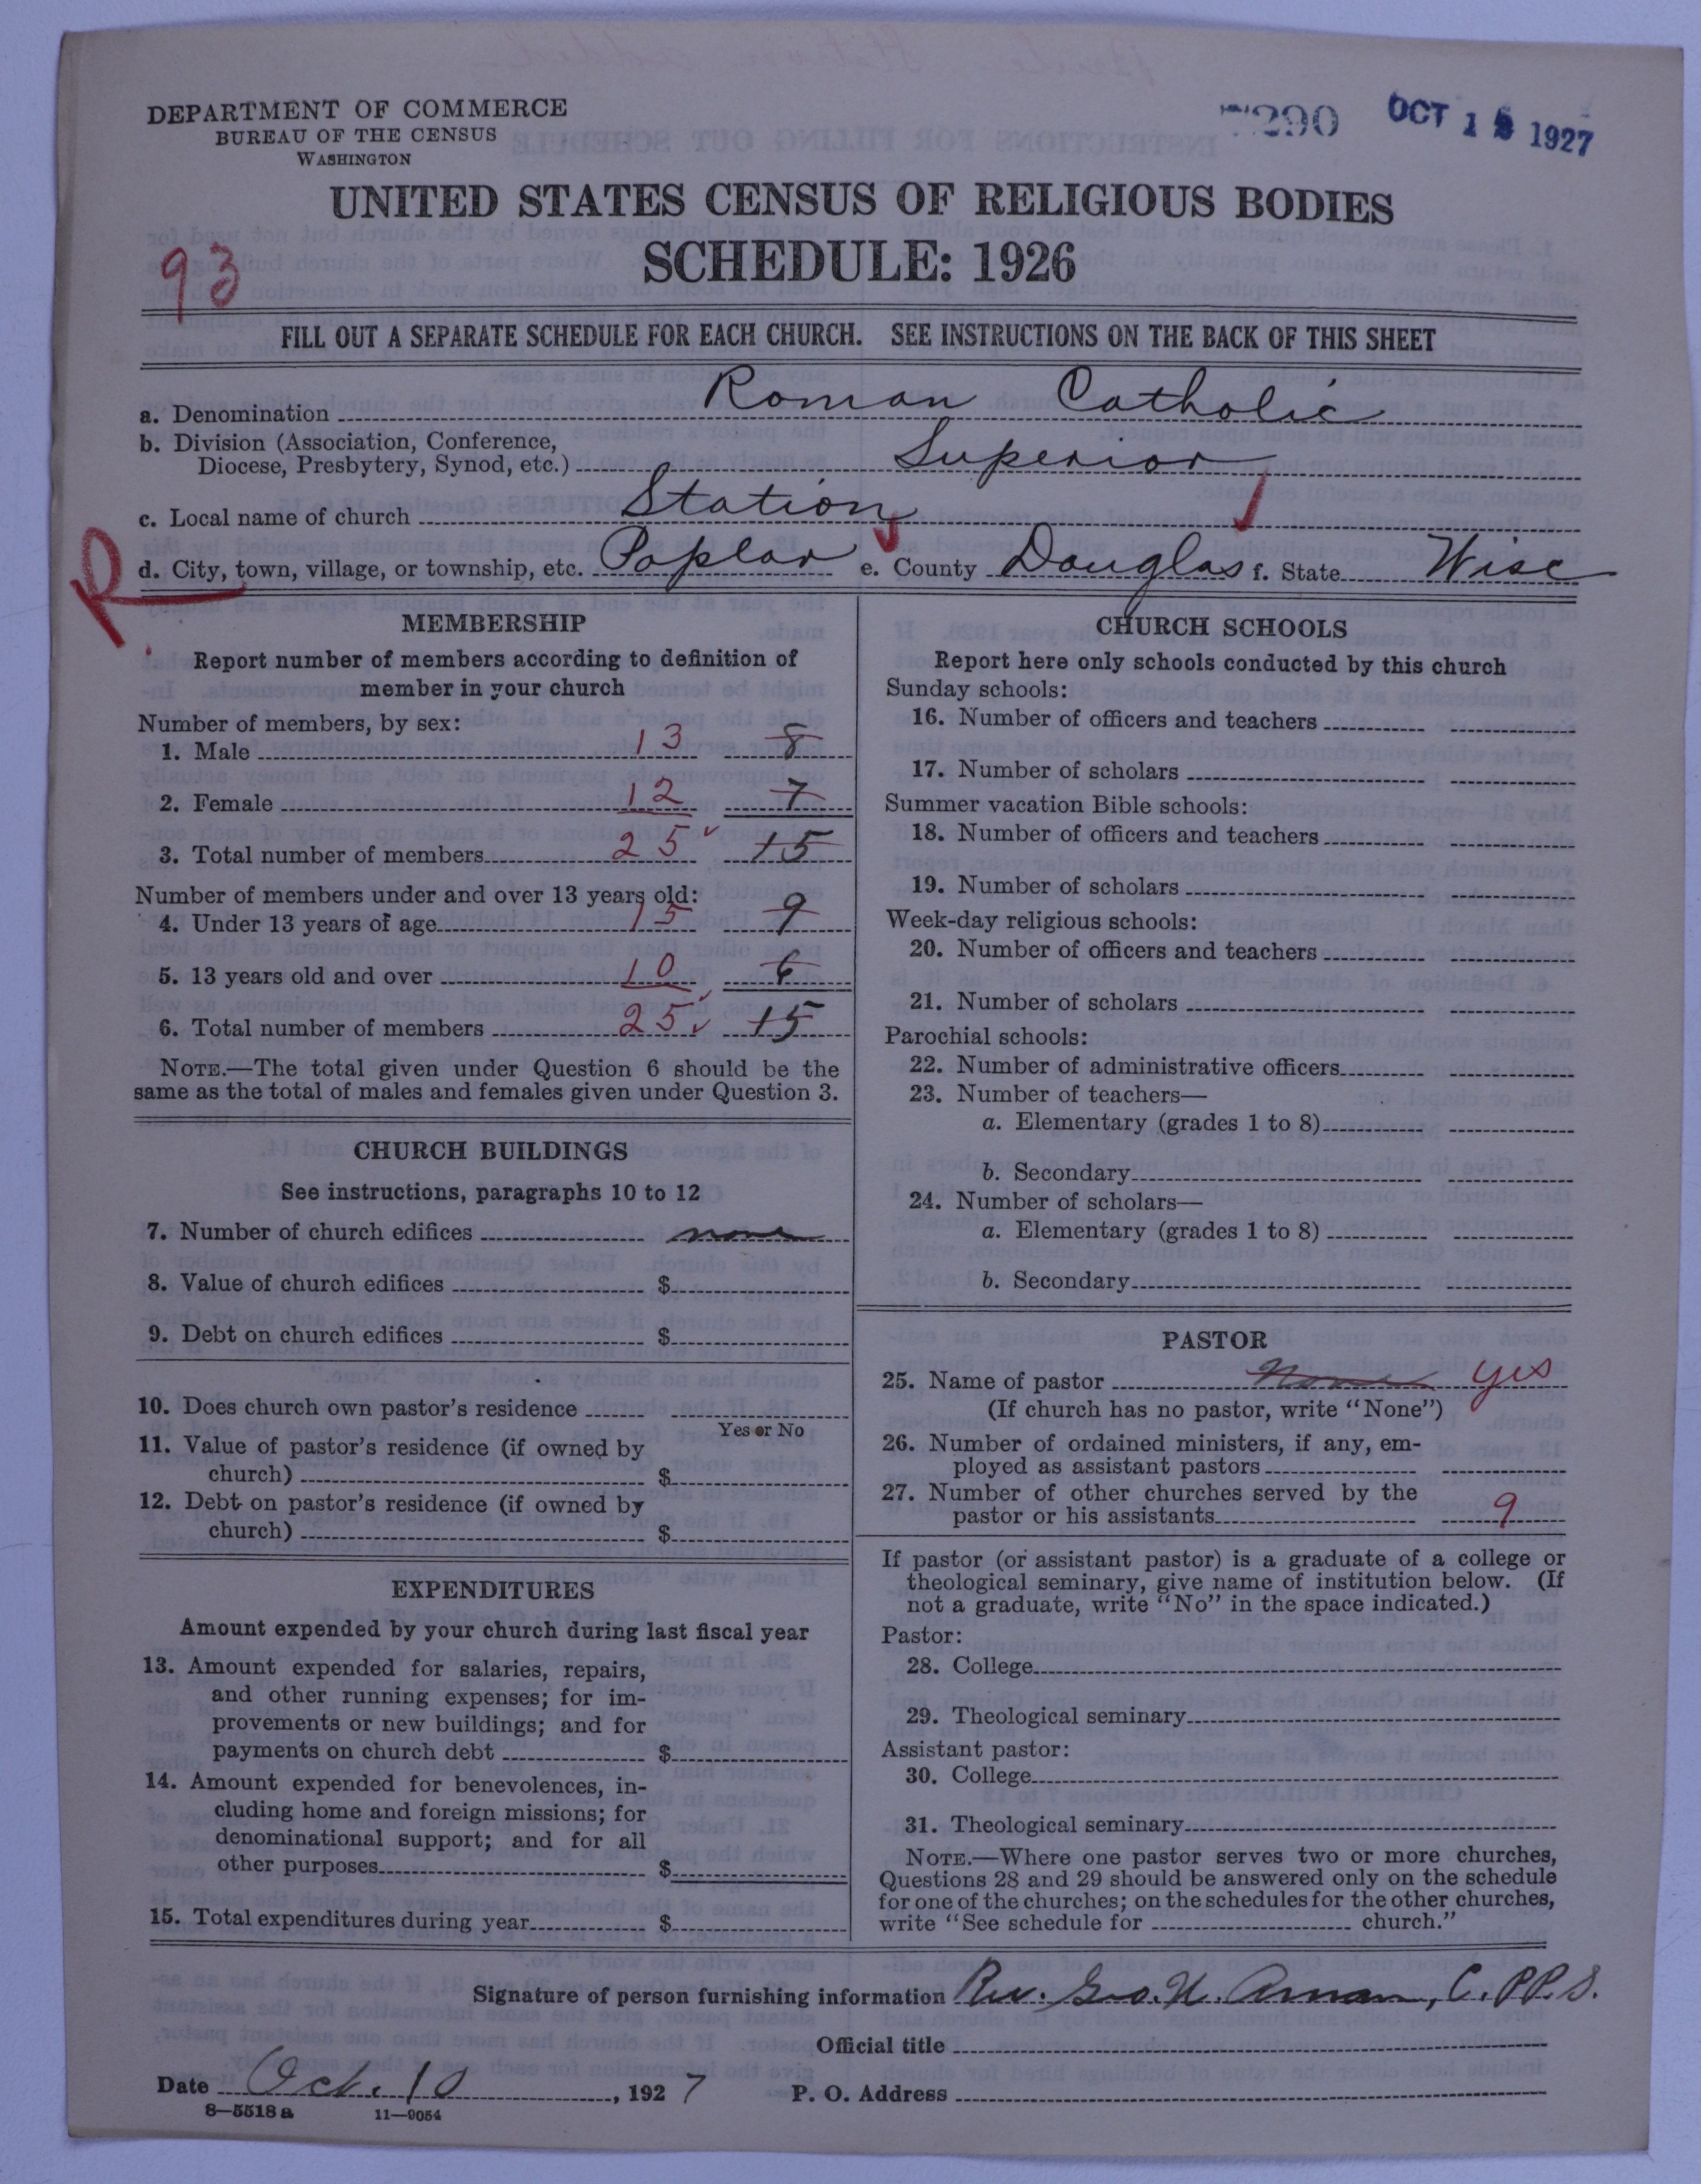 DEPARTMENT OF COMMERCE
BUREAU OF THE CENSUS
WASHINGTON
7290 OCT 15 1927
UNITED STATES CENSUS OF RELIGIOUS BODIES
SCHEDULE: 1926
93
FILL OUT A SEPARATE SCHEDULE FOR EACH CHURCH. SEE INSTRUCTIONS ON THE BACK OF THIS SHEET
a. Denomination Roman Catholic
b. Division (Association, Conference,
Diocese, Presbytery, Synod, etc.) Superior
c. Local name of church Station
d. City, town, village, or township, etc. Poplar e. County Douglas f. State Wisc
R
MEMBERSHIP
Report number of members according to definition of
member in your church
Number of members, by sex:
1. Male 13 8
2. Female 12 7
3. Total number of members 25 15
Number of members under and over 13 years old:
4. Under 13 years of age 15 9
5. 13 years old and over 10 6
6. Total number of members 25 15
NOTE.—The total given under Question 6 should be the
same as the total of males and females given under Question 3.
CHURCH BUILDINGS
See instructions, paragraphs 10 to 12
7. Number of church edifices none
8. Value of church edifices $
9. Debt on church edifices $
10. Does church own pastor's residence
Yes or No
11. Value of pastor's residence (if owned by
church) $
12. Debt on pastor's residence (if owned by
church) $
EXPENDITURES
Amount expended by your church during last fiscal year
13. Amount expended for salaries, repairs,
and other running expenses; for im-
provements or new buildings; and for
payments on church debt $
14. Amount expended for benevolences, in-
cluding home and foreign missions; for
denominational support; and for all
other purposes $
15. Total expenditures during year $
CHURCH SCHOOLS
Report here only schools conducted by this church
Sunday schools:
16. Number of officers and teachers
17. Number of scholars
Summer vacation Bible schools:
18. Number of officers and teachers
19. Number of scholars
Week-day religious schools:
20. Number of officers and teachers
21. Number of scholars
Parochial schools:
22. Number of administrative officers
23. Number of teachers—
a. Elementary (grades 1 to 8)
b. Secondary
24. Number of scholars—
a. Elementary (grades 1 to 8)
b. Secondary
PASTOR
25. Name of pastor None yes
(If church has no pastor, write "None")
26. Number of ordained ministers, if any, em-
ployed as assistant pastors
27. Number of other churches served by the
pastor or his assistants 9
If pastor (or assistant pastor) is a graduate of a college or
theological seminary, give name of institution below. (If
not a graduate, write "No" in the space indicated.)
Pastor:
28. College
29. Theological seminary
Assistant pastor:
30. College
31. Theological seminary
NOTE.—Where one pastor serves two or more churches,
Questions 28 and 29 should be answered only on the schedule
for one of the churches; on the schedules for the other churches,
write "See schedule for church."
Signature of person furnishing information Rev. Geo. N. Arman, C.PP.S.
Official title
Date Oct. 10, 1927 P. O. Address
8—5518a 11—9054